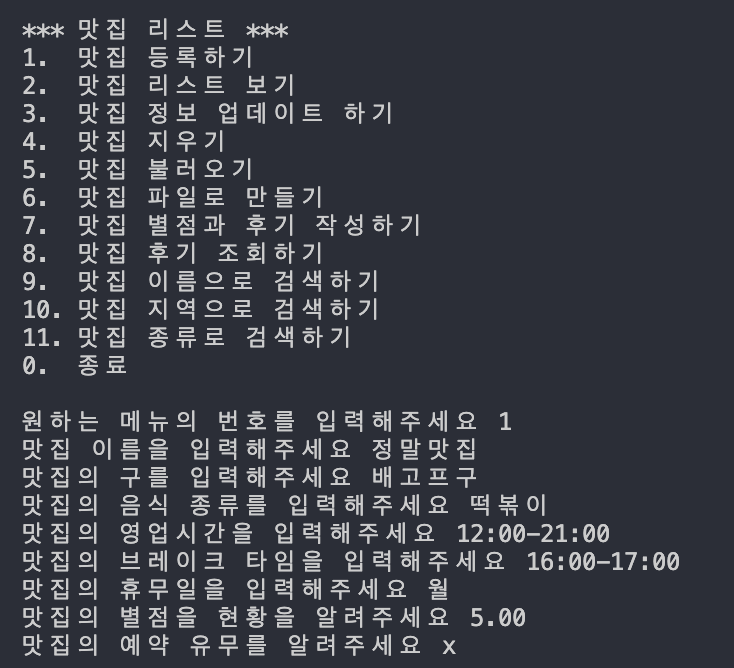 *** 맛집 리스트 ***
1. 맛집 등록하기
2. 맛집 리스트 보기
3. 맛집 정보 업데이트 하기
4. 맛집 지우기
5. 맛집 불러오기
6. 맛집 파일로 만들기
7. 맛집 별점과 후기 작성하기
8. 맛집 후기 조회하기
9. 맛집 이름으로 검색하기
10. 맛집 지역으로 검색하기
11. 맛집 종류로 검색하기
0. 종료
원하는 메뉴의 번호를 입력해주세요 1
맛집 이름을 입력해주세요 정말맛집
맛집의 구를 입력해주세요 배고프구
맛집의 음식 종류를 입력해주세요 떡볶이
맛집의 영업시간을 입력해주세요 12:00-21:00
맛집의 브레이크 타임을 입력해주세요 16:00-17:00
맛집의 휴무일을 입력해주세요 월
맛집의 별점을 현황을 알려주세요 5.00
맛집의 예약 유무를 알려주세요 x